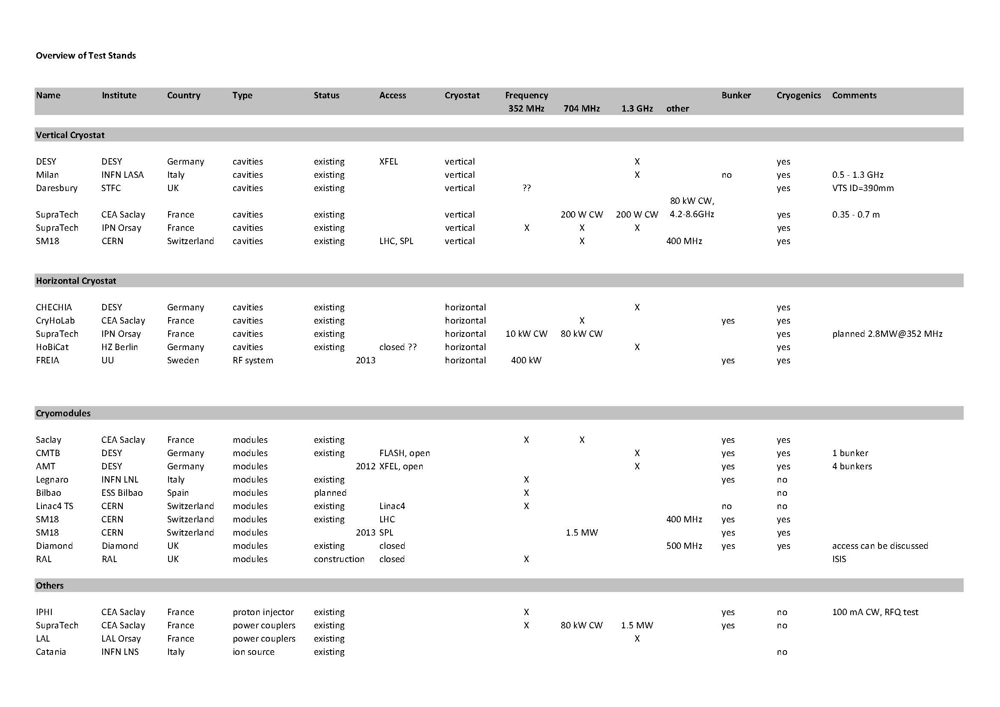 Overview of Test Stands
Name Institute Country Type Status Access Cryostat Frequency Bunker Cryogenics Comments
352 MHz 704 MHz 1.3 GHz other
Vertical Cryostat
DESY DESY Germany cavities existing XFEL vertical X yes
Milan INFN LASA Italy cavities existing vertical X no yes 0.5 - 1.3 GHz
Daresbury STFC UK cavities existing vertical ?? yes VTS ID=390mm
80 kW CW,
SupraTech CEA Saclay France cavities existing vertical 200 W CW 200 W CW 4.2-8.6GHz yes 0.35 - 0.7 m
SupraTech IPN Orsay France cavities existing vertical X X X yes
SM18 CERN Switzerland cavities existing LHC, SPL vertical X 400 MHz yes
Horizontal Cryostat
CHECHIA DESY Germany cavities existing horizontal X yes
CryHoLab CEA Saclay France cavities existing horizontal X yes yes
SupraTech IPN Orsay France cavities existing horizontal 10 kW CW 80 kW CW yes planned 2.8MW@352 MHz
HoBiCat HZ Berlin Germany cavities existing closed ?? horizontal X yes
FREIA UU Sweden RF system 2013 horizontal 400 kW yes yes
Cryomodules
Saclay CEA Saclay France modules existing X X yes yes
CMTB DESY Germany modules existing FLASH, open X yes yes 1 bunker
AMT DESY Germany modules 2012 XFEL, open X yes yes 4 bunkers
Legnaro INFN LNL Italy modules existing X yes no
Bilbao ESS Bilbao Spain modules planned X no
Linac4 TS CERN Switzerland modules existing Linac4 X no no
SM18 CERN Switzerland modules existing LHC 400 MHz yes yes
SM18 CERN Switzerland modules 2013 SPL 1.5 MW yes yes
Diamond Diamond UK modules existing closed 500 MHz yes yes access can be discussed
RAL RAL UK modules construction closed X ISIS
Others
IPHI CEA Saclay France proton injector existing X yes no 100 mA CW, RFQ test
SupraTech CEA Saclay France power couplers existing X 80 kW CW 1.5 MW yes no
LAL LAL Orsay France power couplers existing X
Catania INFN LNS Italy ion source existing no